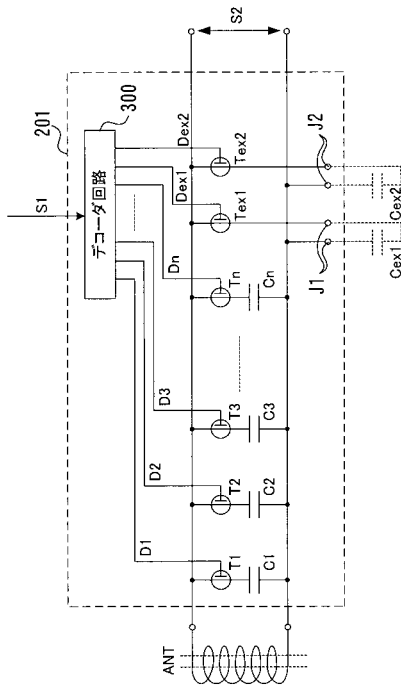 S1
201
300
デコーダ回路
S2
D1
D2
D3
Dn
Dex1
Dex2
T1
T2
T3
Tn
Tex1
Tex2
C1
C2
C3
Cn
ANT
J1
J2
Cex1
Cex2